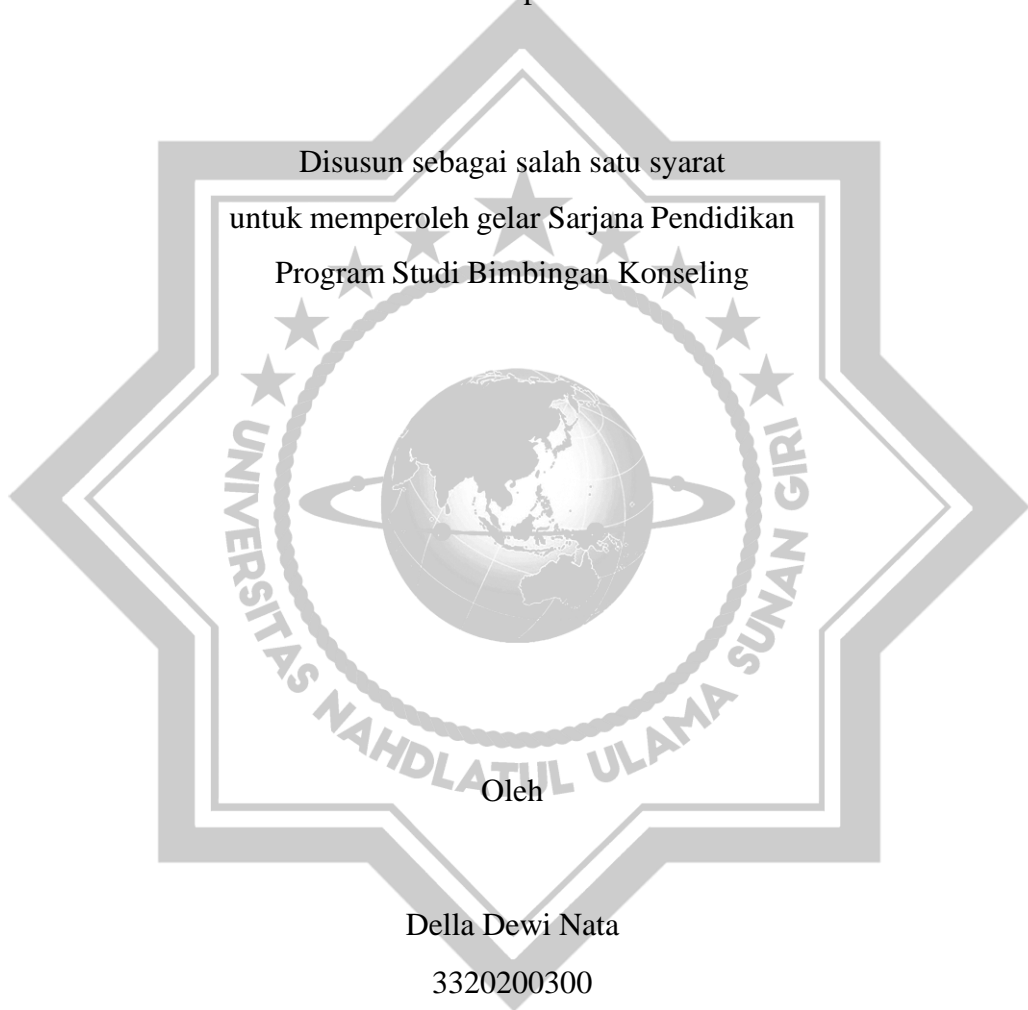 Disusun sebagai salah satu syarat
untuk memperoleh gelar Sarjana Pendidikan
Program Studi Bimbingan Konseling
UNIVERSITAS NAHDLATUL ULAMA SUNAN GIRI
Oleh
Della Dewi Nata
3320200300